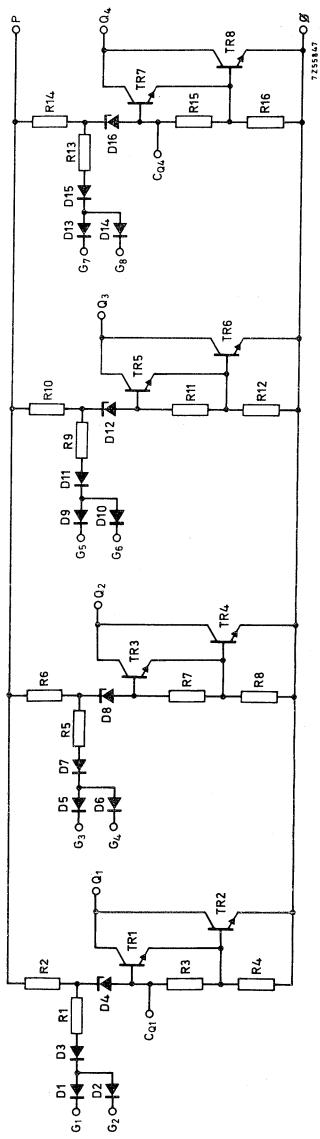 P
R2
R1
D3
D1
G1
D2
G2
D4
TR1
Q1
CQ1
R3
TR2
R4
R6
R5
D7
D5
G3
D6
G4
D8
TR3
Q2
R7
TR4
R8
R10
R9
D11
D9
G5
D10
G6
D12
TR5
Q3
R11
TR6
R12
R14
R13
D15
D13
G7
D14
G8
D16
TR7
Q4
CQ4
R15
TR8
R16
Ø
7Z55847